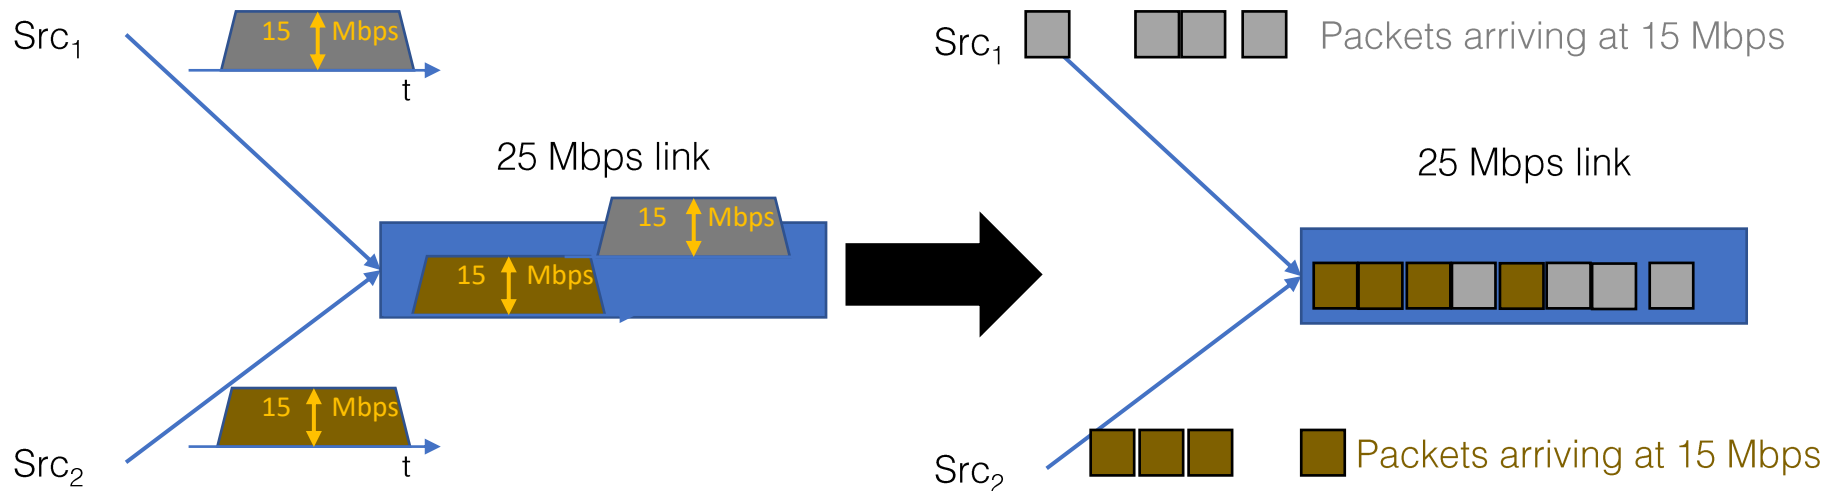 Src1
15 Mbps
t
25 Mbps link
15 Mbps
15 Mbps
15 Mbps
t
Src2
Src1
Packets arriving at 15 Mbps
25 Mbps link
Packets arriving at 15 Mbps
Src2